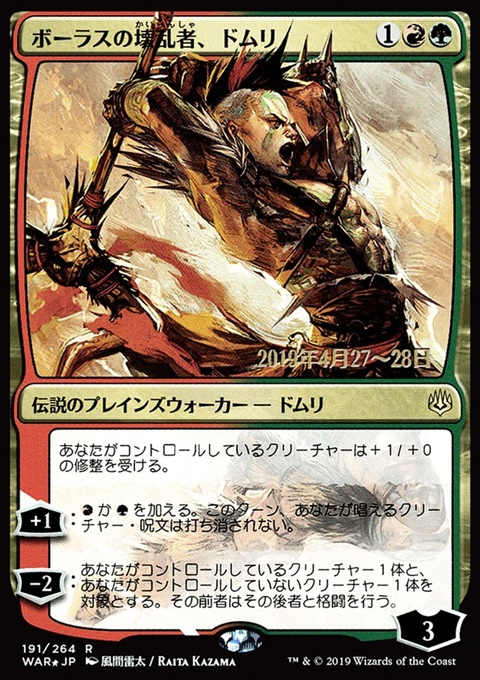 ボーラスの壊乱者、ドムリ 1
かいらんしゃ
2019年4月27~28日
伝説のプレインズウォーカー ― ドムリ
あなたがコントロールしているクリーチャーは+1/+0
の修整を受ける。
+1: か を加える。このターン、あなたが唱えるクリー
チャー・呪文は打ち消されない。
-2: あなたがコントロールしているクリーチャー1体と、
あなたがコントロールしていないクリーチャー1体を
対象とする。その前者はその後者と格闘を行う。
3
191/264 R
WAR★JP 風間雷太/RAITA KAZAMA
™ & © 2019 Wizards of the Coast